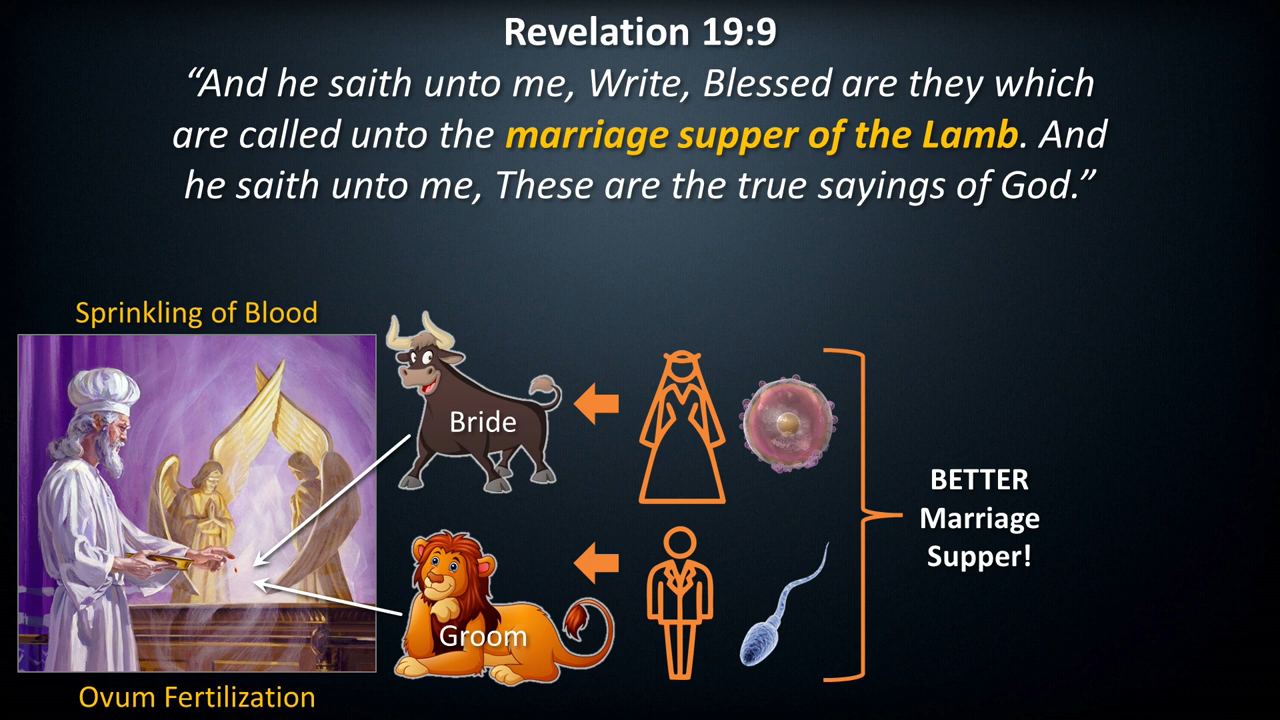 Revelation 19:9
“And he saith unto me, Write, Blessed are they which
are called unto the marriage supper of the Lamb. And
he saith unto me, These are the true sayings of God.”
Sprinkling of Blood
Bride
Groom
BETTER
Marriage
Supper!
Ovum Fertilization